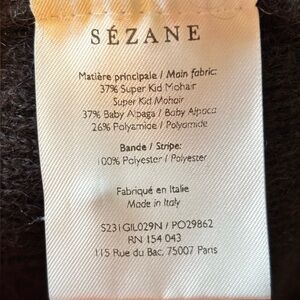 SÉZANE
Matière principale / Main fabric:
37% Super Kid Mohair
Super Kid Mohair
37% Baby Alpaga / Baby Alpaca
26% Polyamide / Polyamide
Bande / Stripe:
100% Polyester / Polyester
Fabriqué en Italie
Made in Italy
S231GIL029N / PO29862
RN 154 043
115 Rue du Bac, 75007 Paris